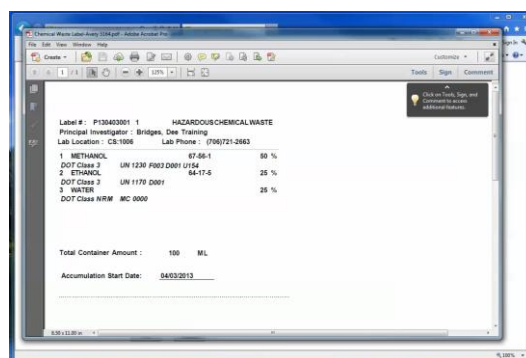 Chemical Waste Label-Avery 5164.pdf - Adobe Acrobat Pro
File Edit View Window Help
Create
Customize
1 / 1 125%
Tools Sign Comment
Click on Tools, Sign, and
Comment to access
additional features.
Label # : P130403001 1 HAZARDOUS CHEMICAL WASTE
Principal Investigator : Bridges, Dee Training
Lab Location : CS:1006 Lab Phone : (706)721-2663
1 METHANOL 67-56-1 50 %
DOT Class 3 UN 1230 F003 D001 U154
2 ETHANOL 64-17-5 25 %
DOT Class 3 UN 1170 D001
3 WATER 25 %
DOT Class NRM MC 0000
Total Container Amount : 100 ML
Accumulation Start Date: 04/03/2013
8.50 x 11.00 in
100%